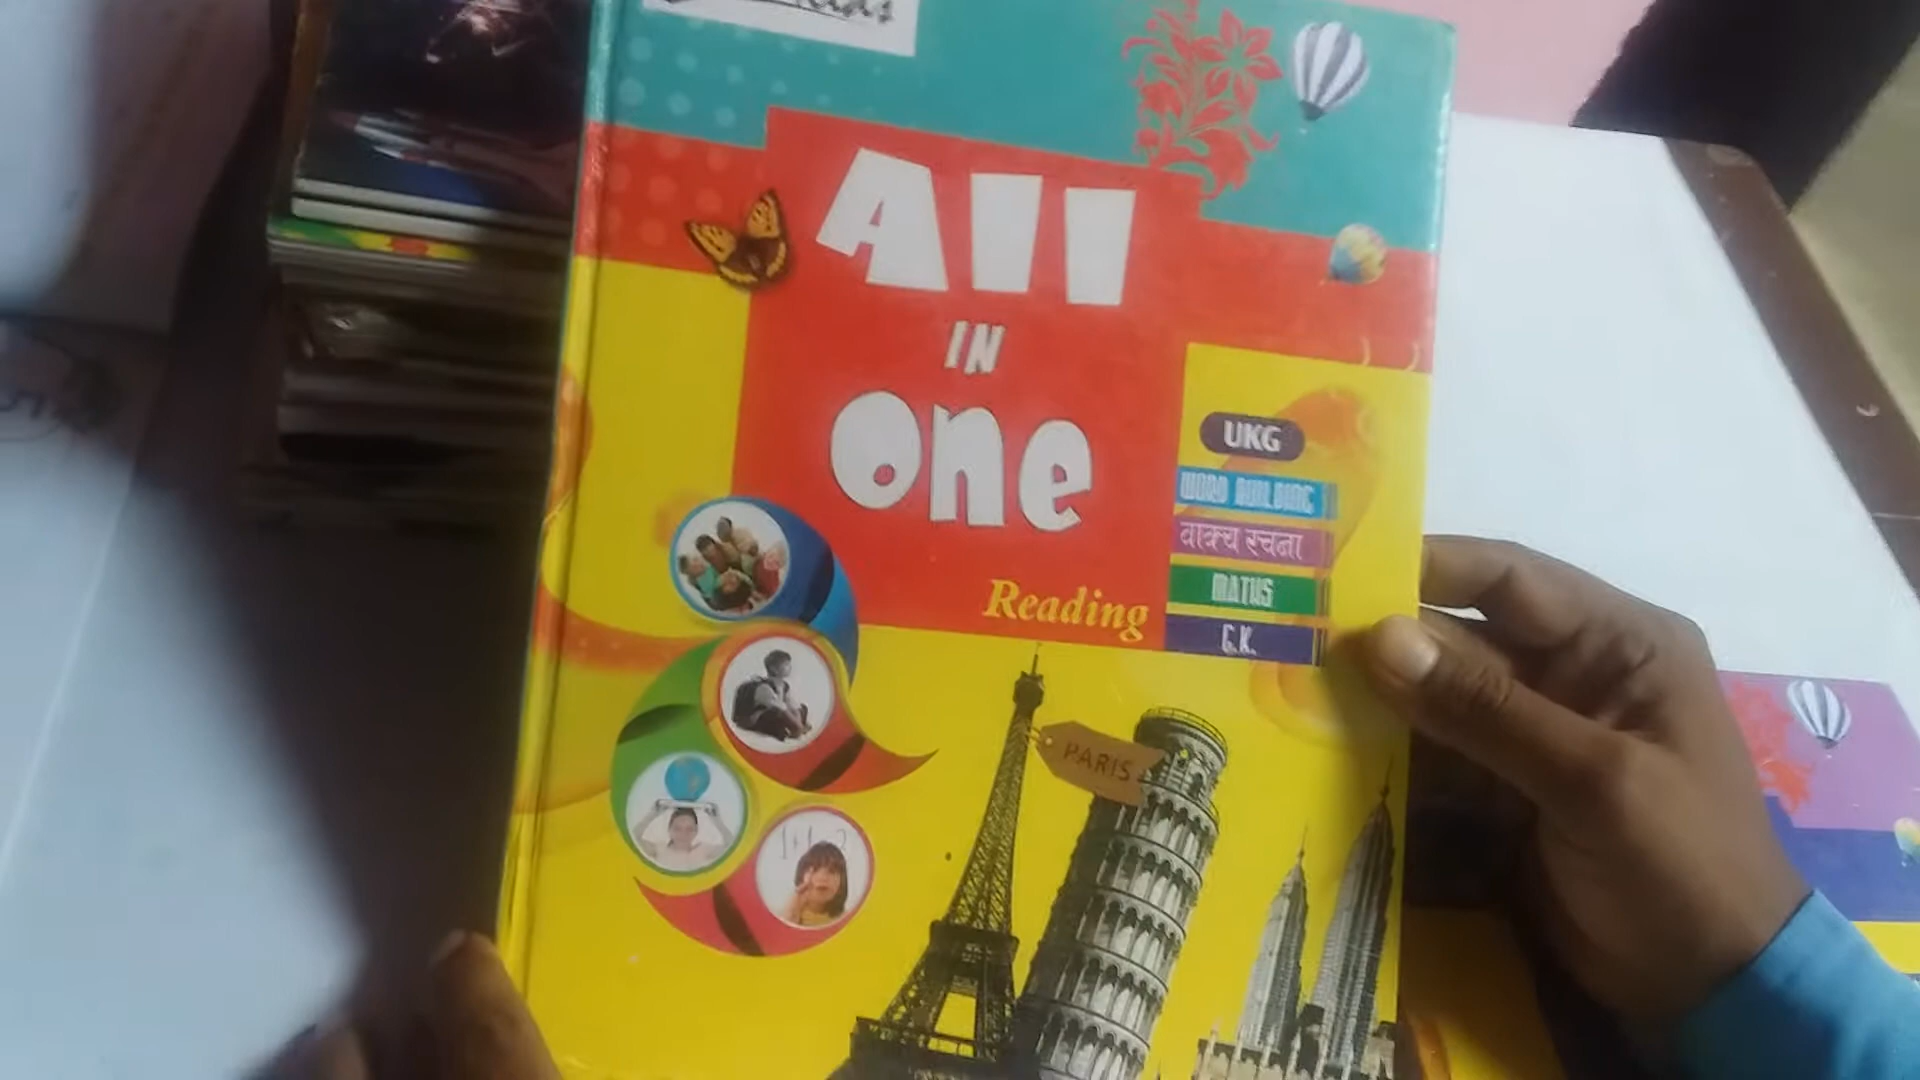 All
IN
One
Reading
UKG
WORD BUILDING
वाक्य रचना
MATHS
G.K.
PARIS